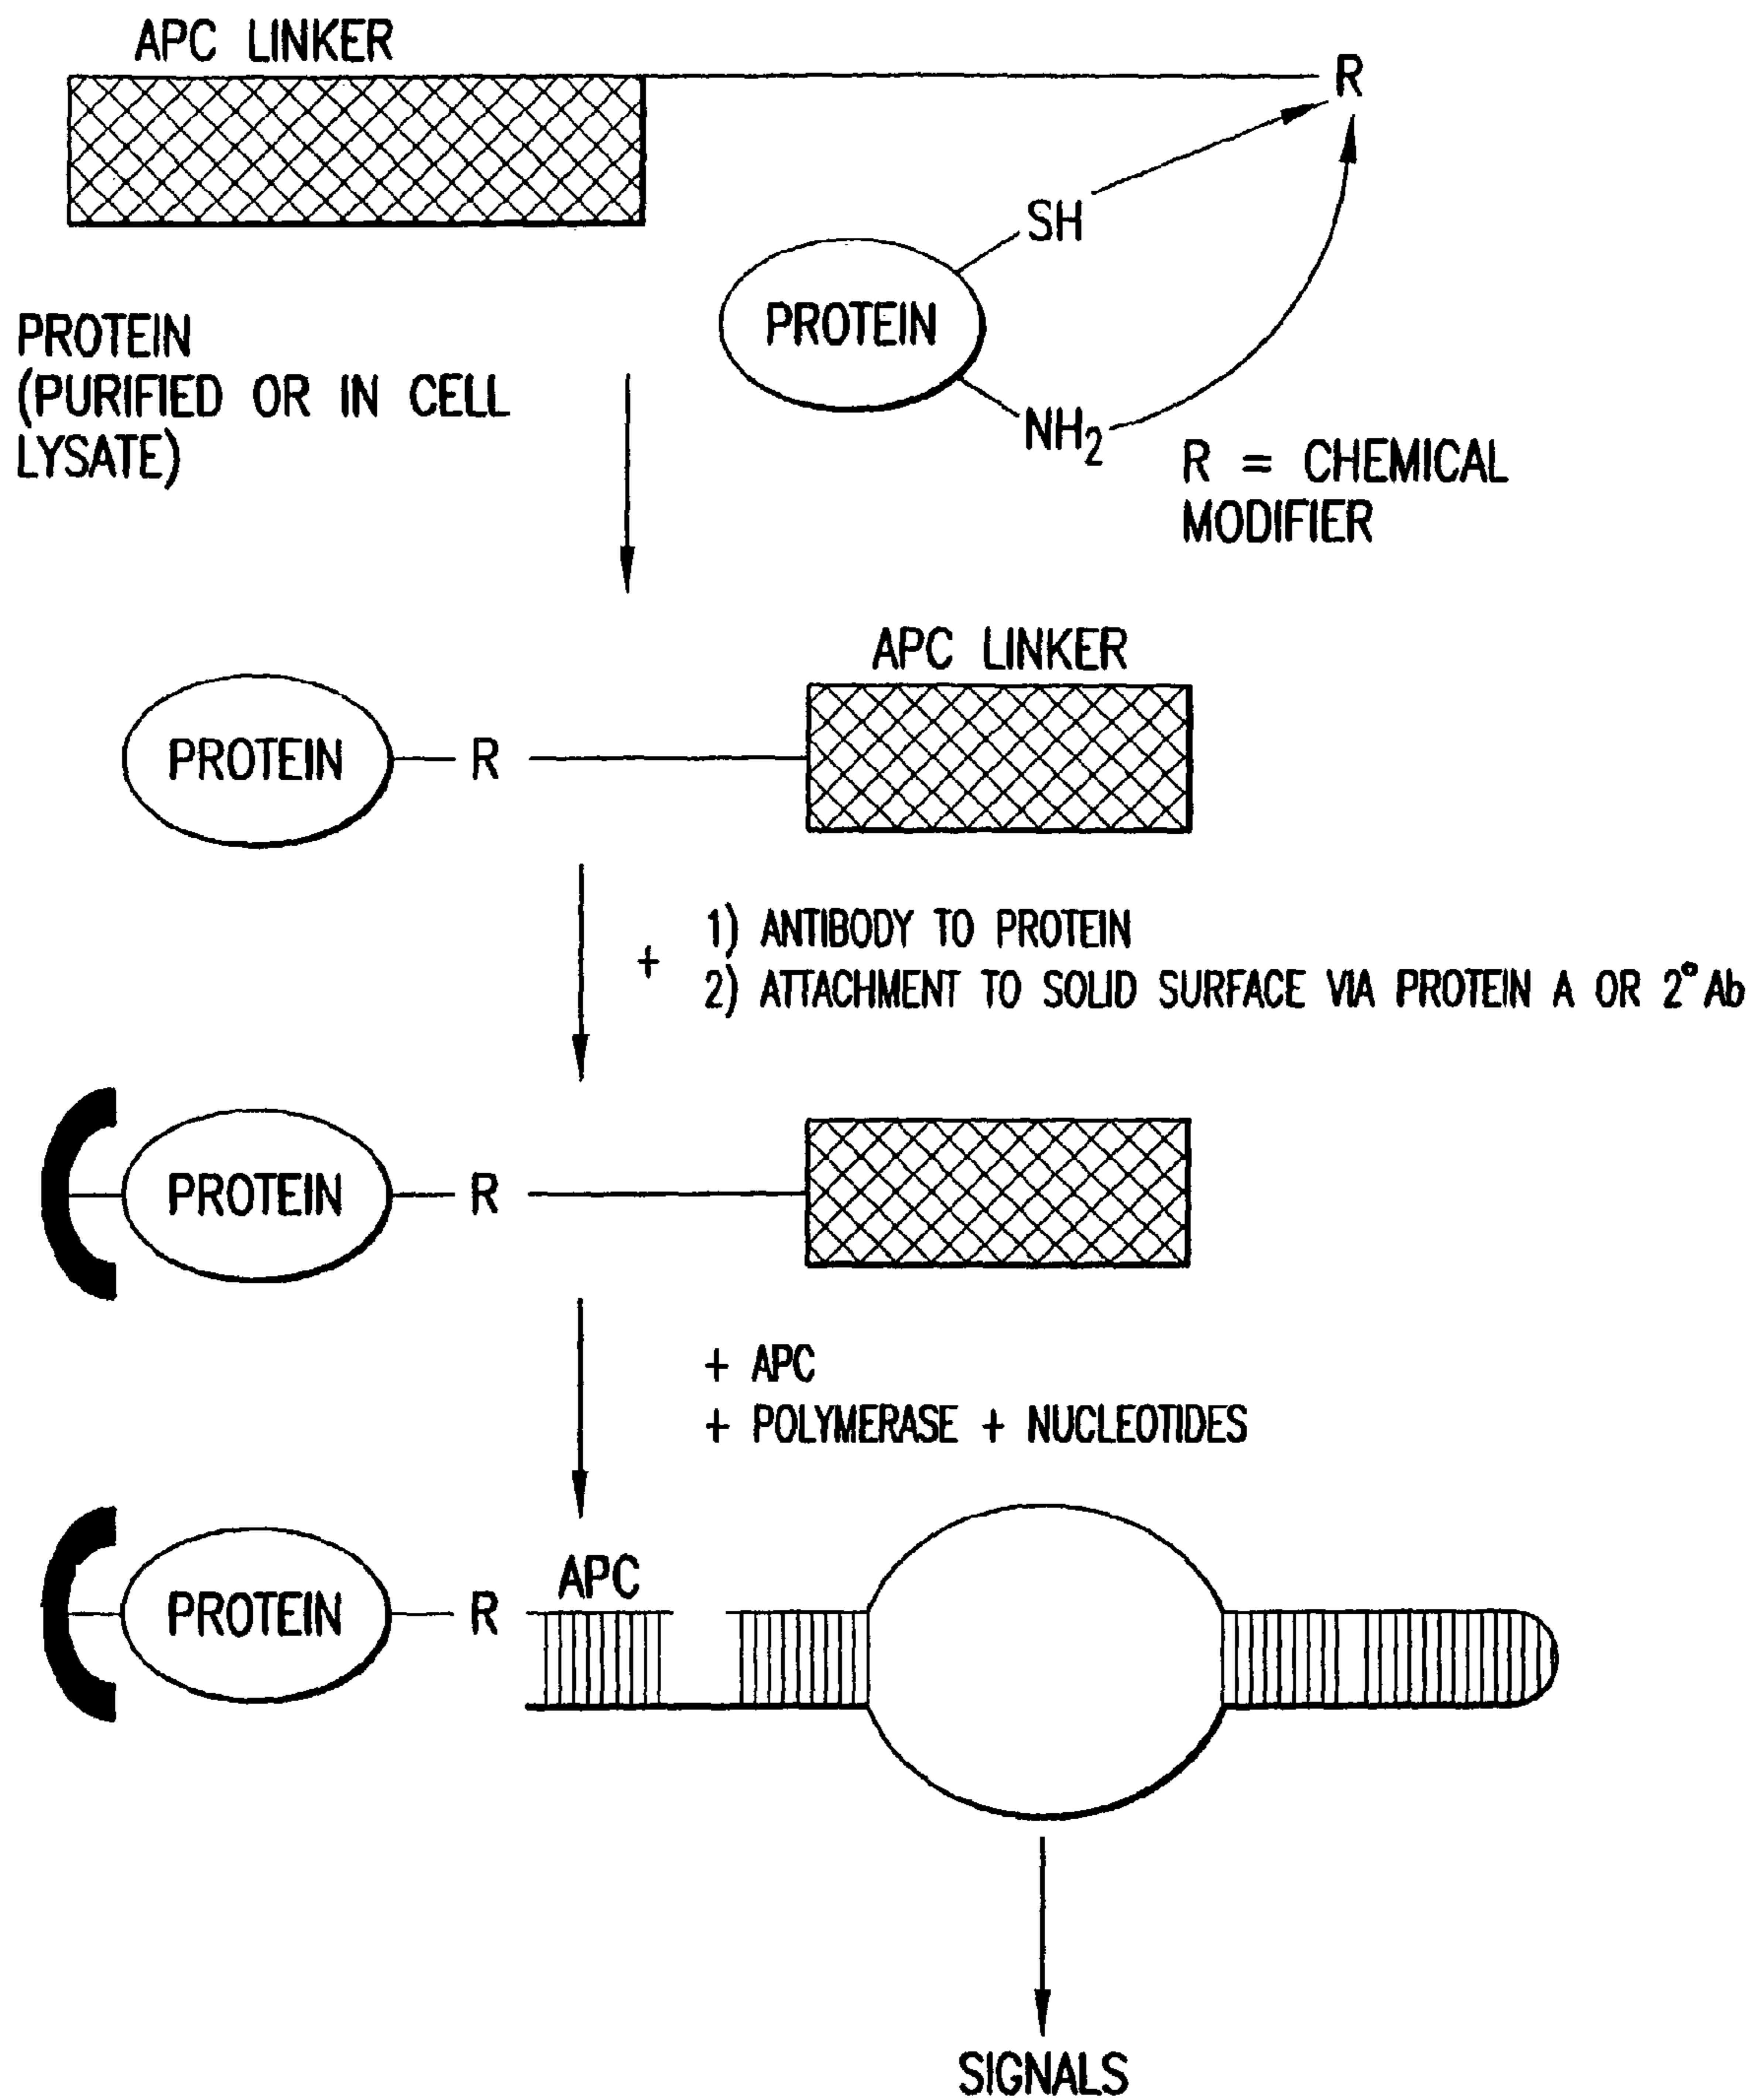 APC LINKER
R
SH
PROTEIN
NH₂
PROTEIN
(PURIFIED OR IN CELL
LYSATE)
R = CHEMICAL
MODIFIER
APC LINKER
PROTEIN R
+ 1) ANTIBODY TO PROTEIN
2) ATTACHMENT TO SOLID SURFACE VIA PROTEIN A OR 2° Ab
PROTEIN R
+ APC
+ POLYMERASE + NUCLEOTIDES
APC
PROTEIN R
SIGNALS